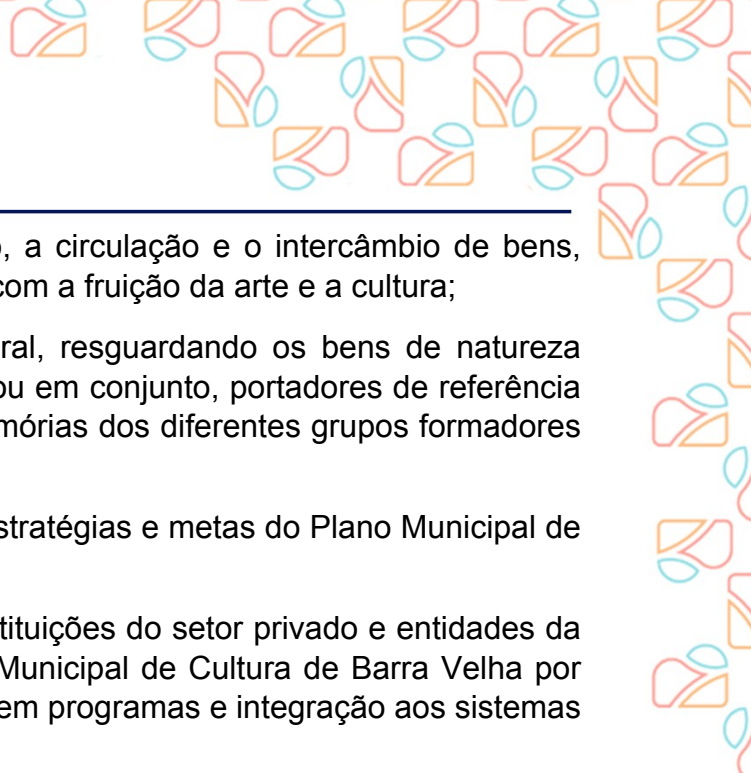 , a circulação e o intercâmbio de bens,
com a fruição da arte e a cultura;
ral, resguardando os bens de natureza
ou em conjunto, portadores de referência
mórias dos diferentes grupos formadores
stratégias e metas do Plano Municipal de
tituições do setor privado e entidades da
Municipal de Cultura de Barra Velha por
em programas e integração aos sistemas